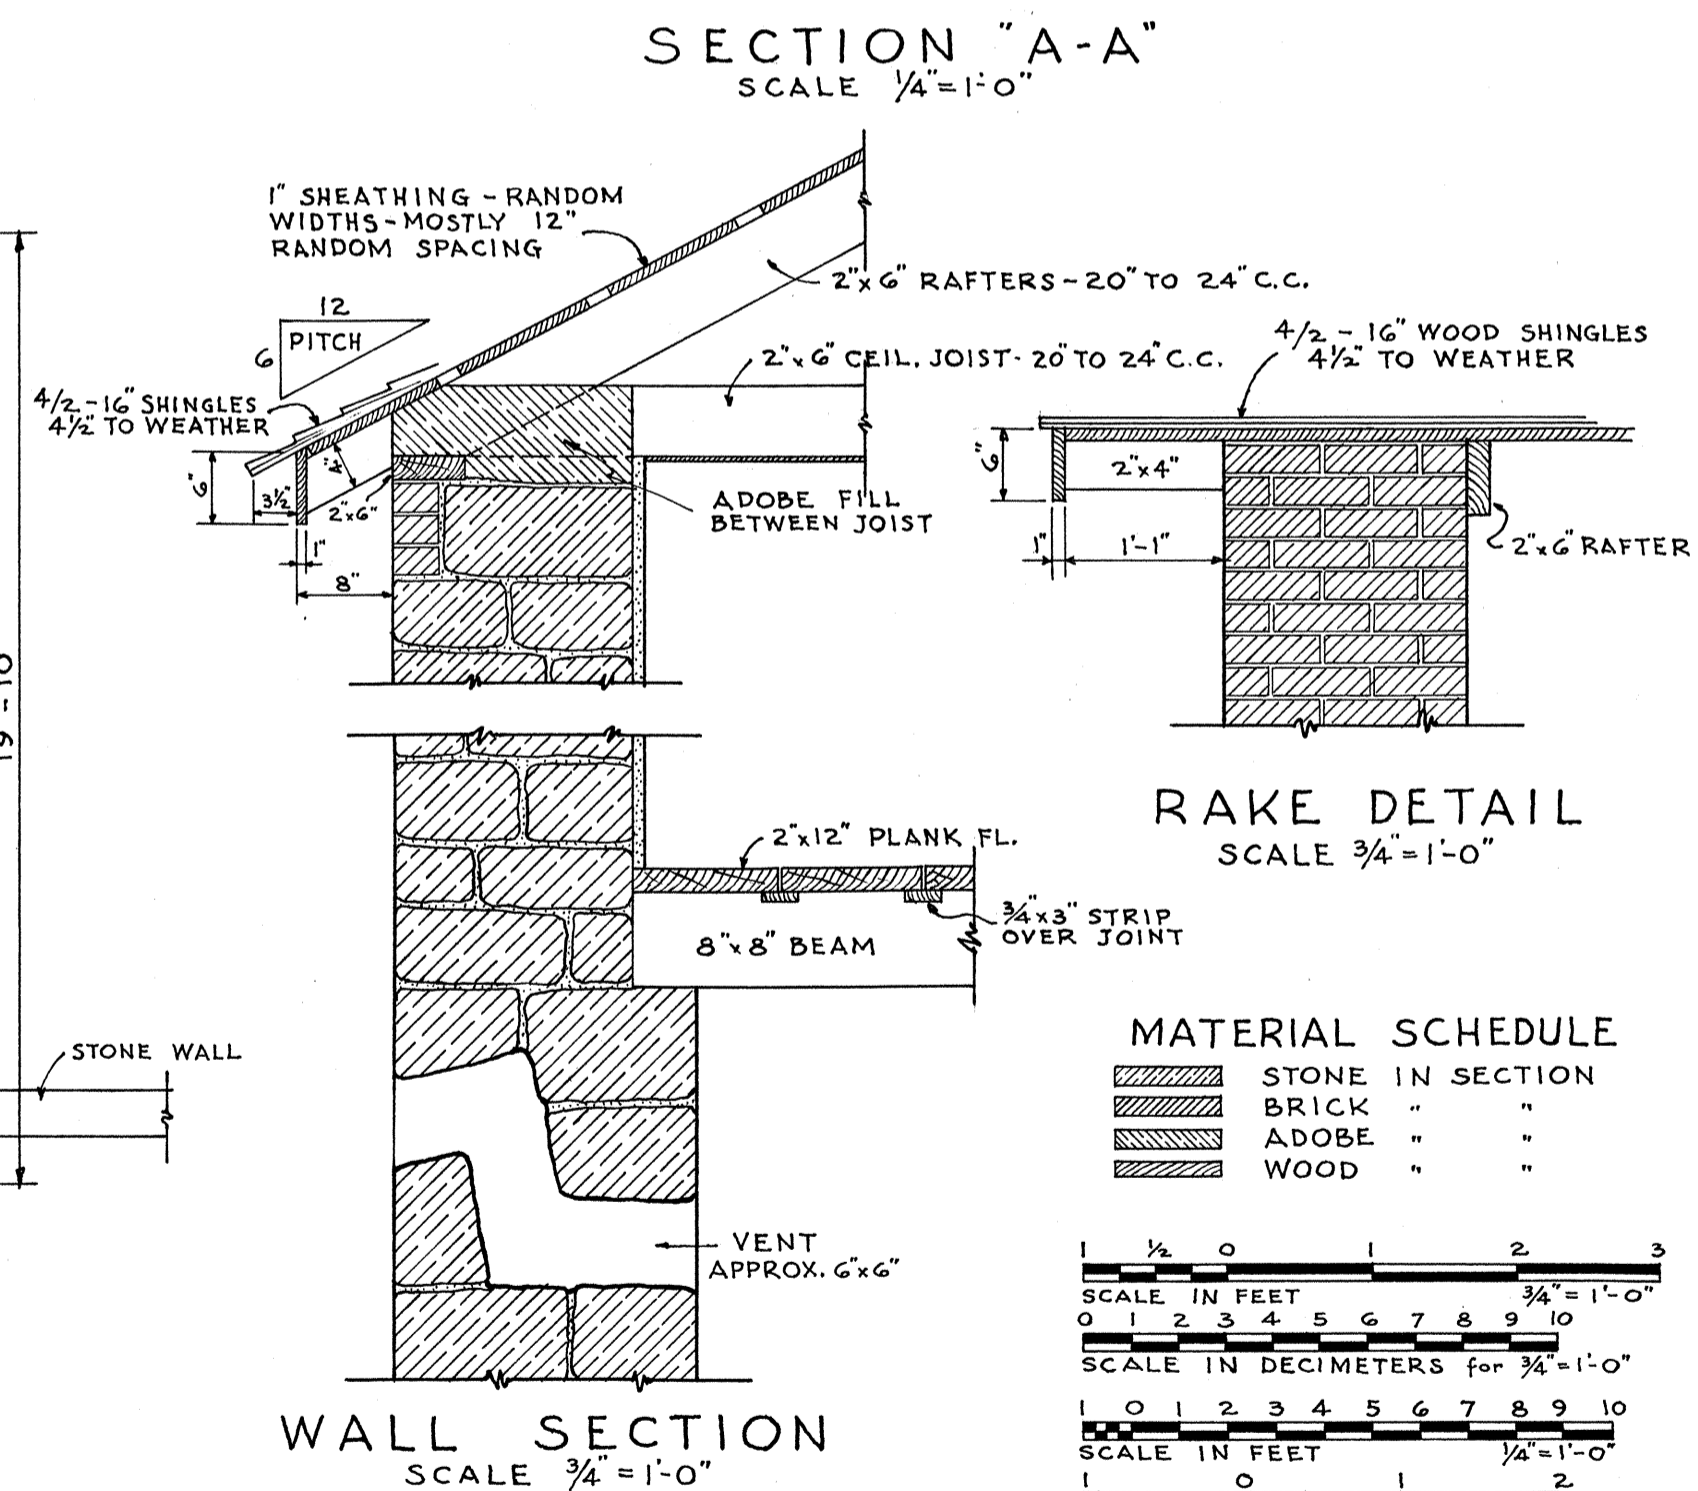 SECTION "A-A"
SCALE 1/4"=1'-0"
1" SHEATHING - RANDOM
WIDTHS - MOSTLY 12"
RANDOM SPACING
2"x6" RAFTERS - 20" TO 24" C.C.
12
PITCH
6
2"x6" CEIL. JOIST - 20" TO 24" C.C.
4/2 - 16" SHINGLES
4½" TO WEATHER
4"
6"
3½"
2"x6"
1"
8"
ADOBE FILL
BETWEEN JOIST
4/2 - 16" WOOD SHINGLES
4½" TO WEATHER
6"
2"x4"
1"
1'-1"
2"x6" RAFTER
RAKE DETAIL
SCALE 3/4"=1'-0"
19-10
2"x12" PLANK FL.
3/4"x3" STRIP
OVER JOINT
8"x8" BEAM
STONE WALL
VENT
APPROX. 6"x6"
WALL SECTION
SCALE 3/4"=1'-0"
MATERIAL SCHEDULE
STONE IN SECTION
BRICK " "
ADOBE " "
WOOD " "
1 ½ 0 1 2 3
SCALE IN FEET 3/4"=1'-0"
0 1 2 3 4 5 6 7 8 9 10
SCALE IN DECIMETERS for 3/4"=1'-0"
1 0 1 2 3 4 5 6 7 8 9 10
SCALE IN FEET 1/4"=1'-0"
1 0 1 2